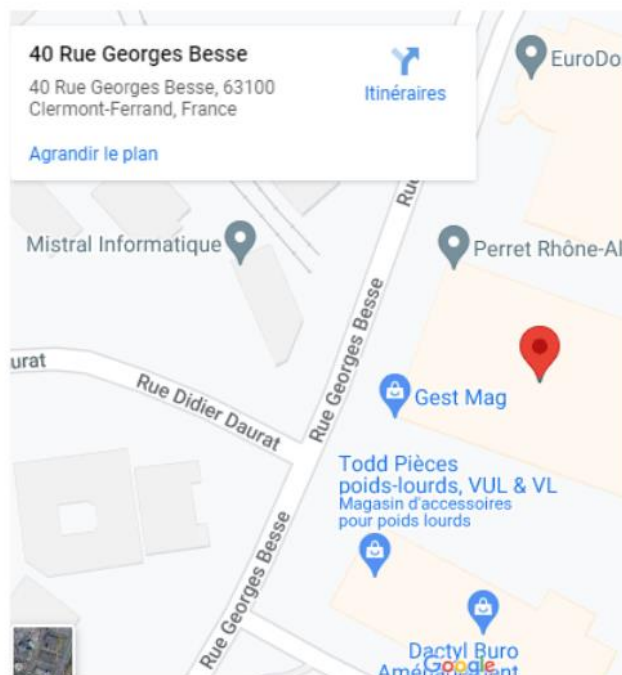 40 Rue Georges Besse
40 Rue Georges Besse, 63100
Clermont-Ferrand, France
Itinéraires
Agrandir le plan
EuroDo
Rue
Mistral Informatique
Perret Rhône-Al
Rue Georges Besse
urat
Rue Didier Daurat
Gest Mag
Todd Pièces
poids-lourds, VUL & VL
Magasin d'accessoires
pour poids lourds
Rue Georges Besse
Dactyl Buro
Aménagement
Google